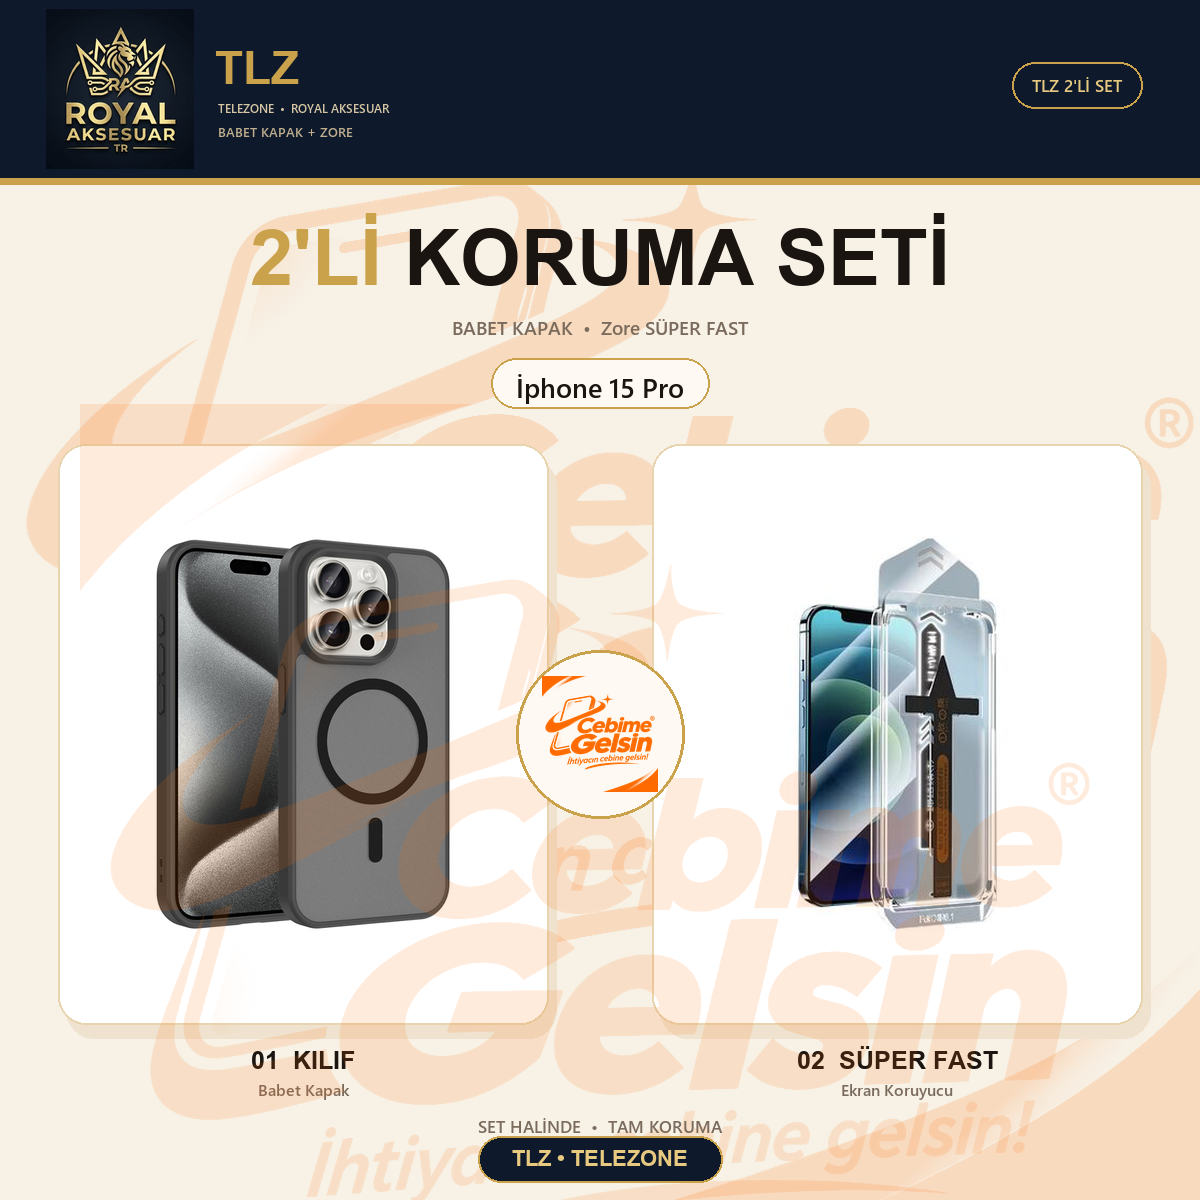 ROYAL
AKSESUAR
TR
TLZ
TELEZONE • ROYAL AKSESUAR
BABET KAPAK + ZORE
TLZ 2'Lİ SET
2'Lİ KORUMA SETİ
BABET KAPAK • Zore SÜPER FAST
İphone 15 Pro
Cebime
Gelsin
İhtiyacın cebine gelsin!
Cebime
Gelsin
®
01 KILIF
Babet Kapak
02 SÜPER FAST
Ekran Koruyucu
SET HALİNDE • TAM KORUMA
TLZ • TELEZONE